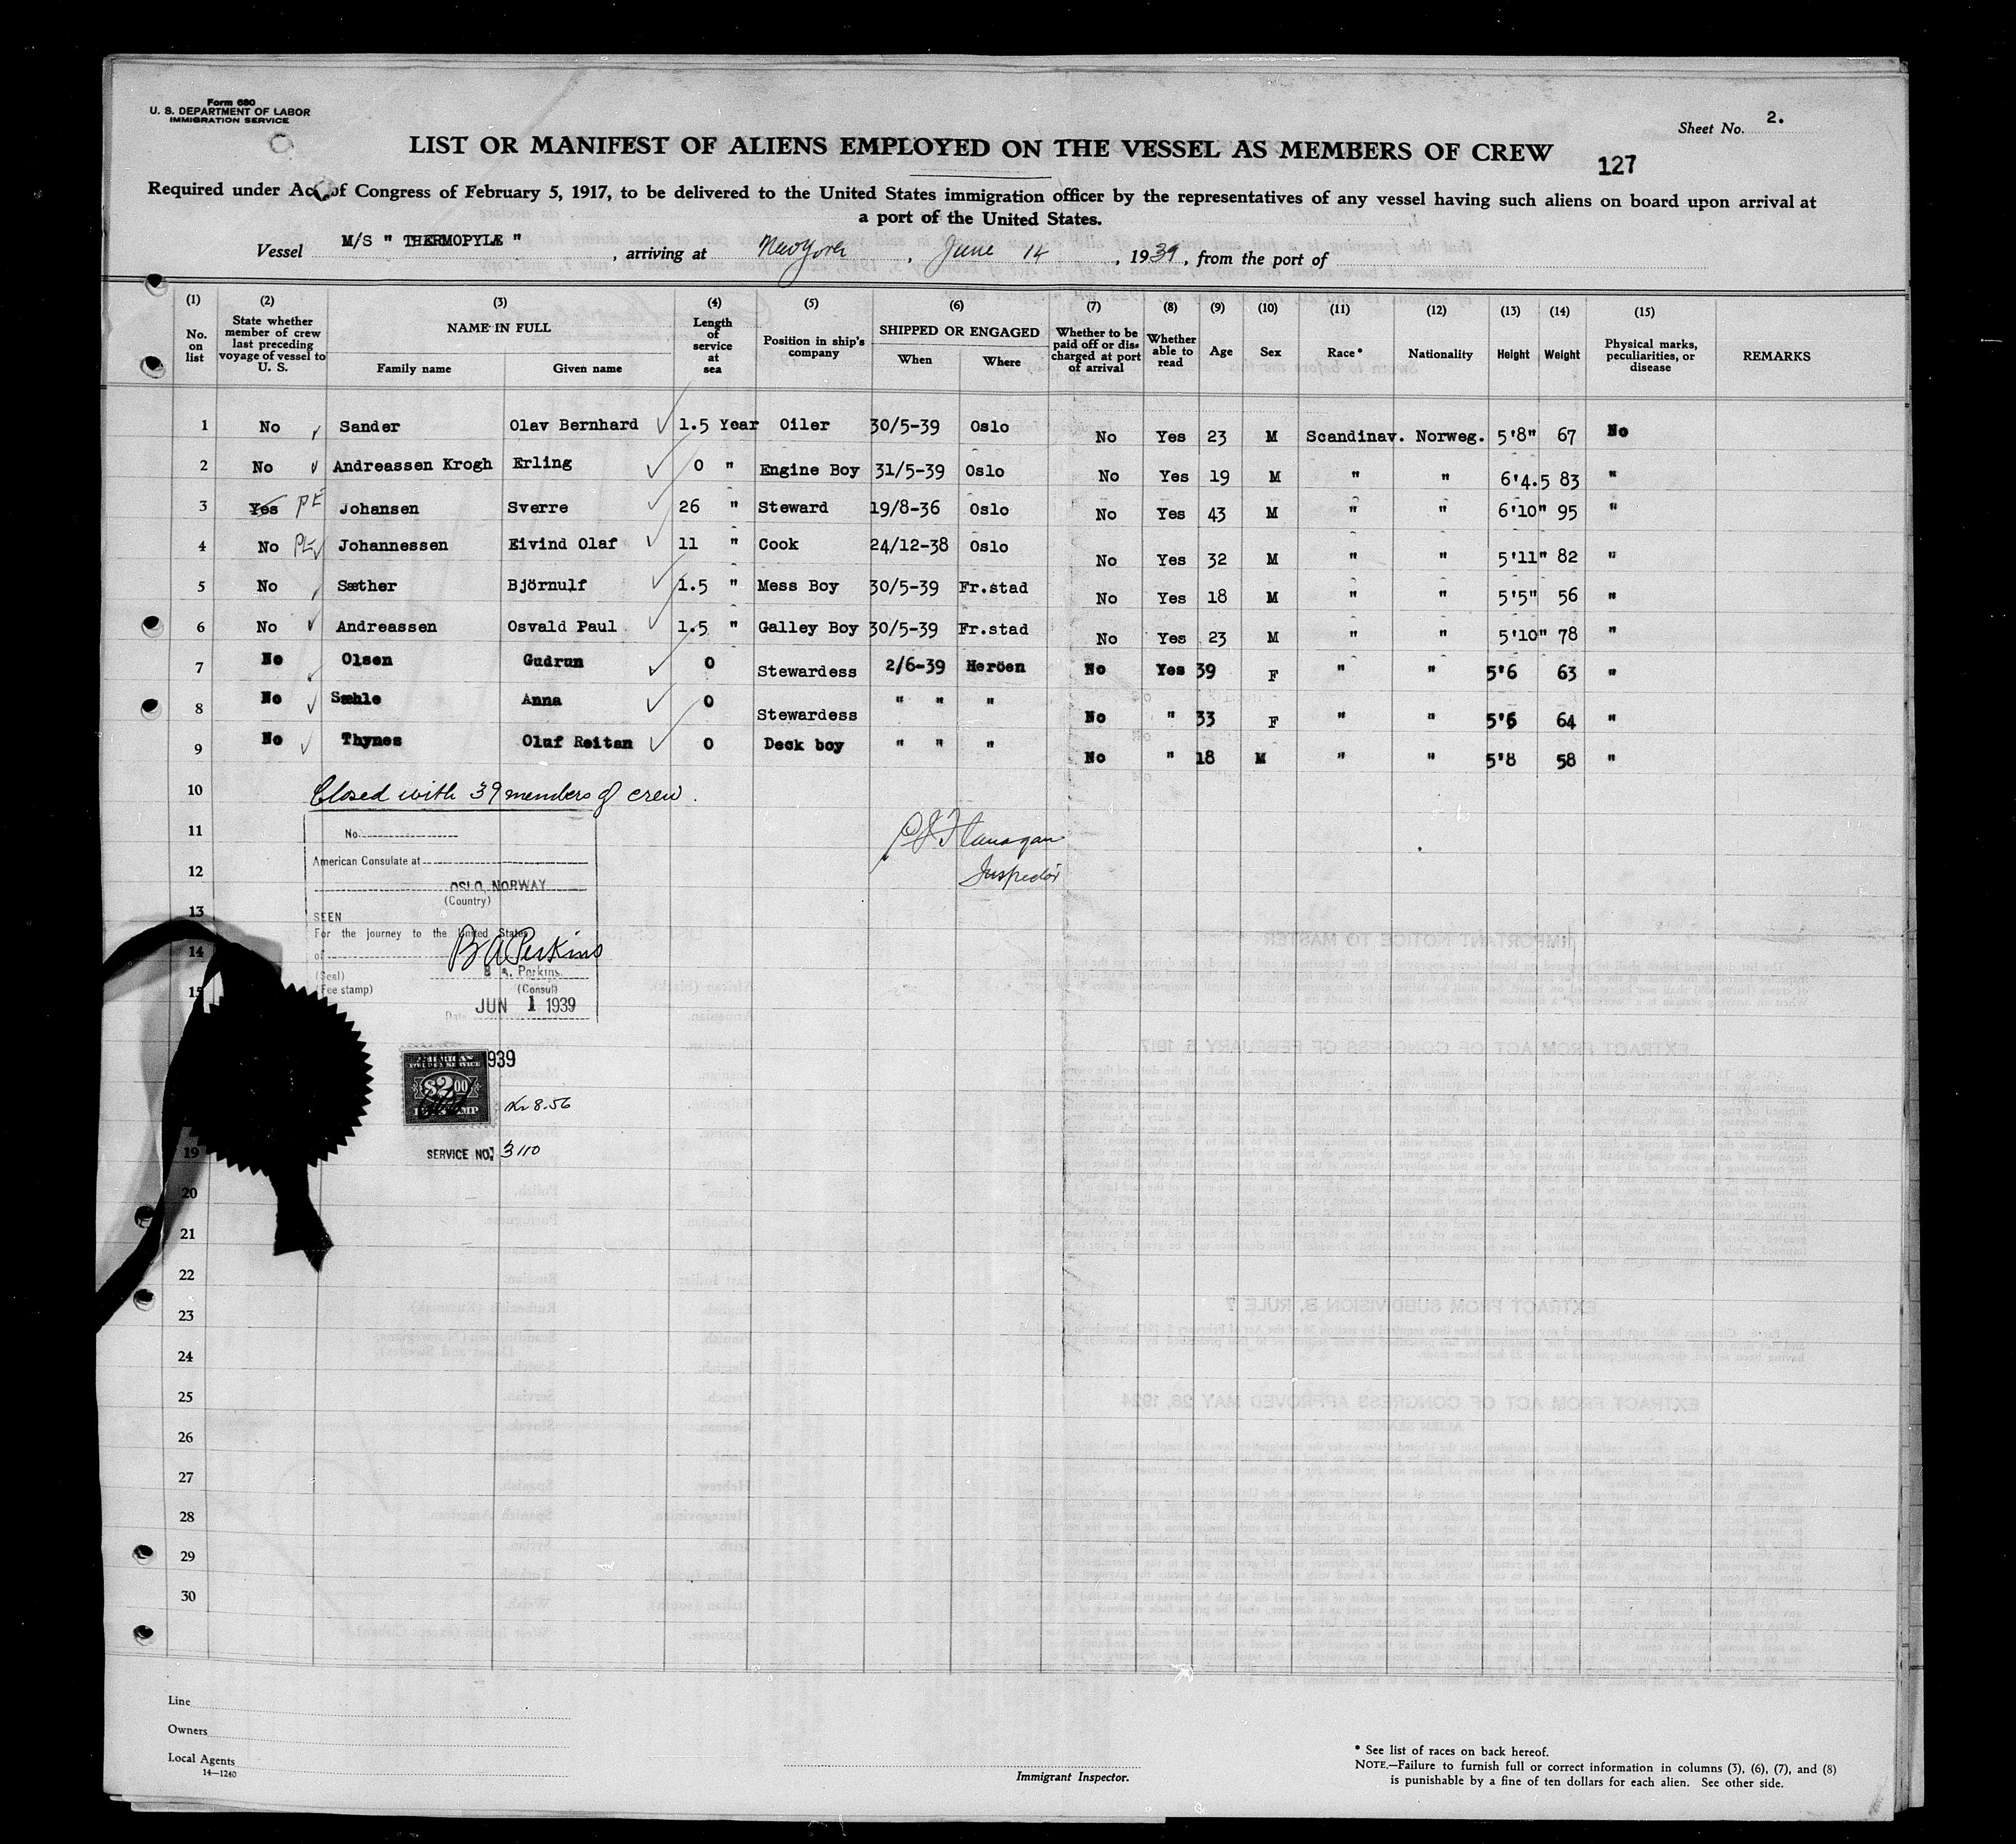 Form 680
U. S. DEPARTMENT OF LABOR
IMMIGRATION SERVICE
Sheet No. 2.
LIST OR MANIFEST OF ALIENS EMPLOYED ON THE VESSEL AS MEMBERS OF CREW
127
Required under Act of Congress of February 5, 1917, to be delivered to the United States immigration officer by the representatives of any vessel having such aliens on board upon arrival at
a port of the United States.
Vessel M/S " THERMOPYLÆ ", arriving at New York, June 14, 1939, from the port of
(1) (2) (3) (4) (5) (6) (7) (8) (9) (10) (11) (12) (13) (14) (15)
No. on list
State whether member of crew last preceding voyage of vessel to U. S.
NAME IN FULL
Family name
Given name
Length of service at sea
Position in ship's company
SHIPPED OR ENGAGED
When
Where
Whether to be paid off or discharged at port of arrival
Whether able to read
Age
Sex
Race*
Nationality
Height
Weight
Physical marks, peculiarities, or disease
REMARKS
1 No Sander Olav Bernhard 1.5 Year Oiler 30/5-39 Oslo No Yes 23 M Scandinav. Norweg. 5'8" 67 No
2 No Andreassen Krogh Erling 0 " Engine Boy 31/5-39 Oslo No Yes 19 M " " 6'4.5 83 "
3 Yes PE Johansen Sverre 26 " Steward 19/8-36 Oslo No Yes 43 M " " 6'10" 95 "
4 No PE Johannessen Eivind Olaf 11 " Cook 24/12-38 Oslo No Yes 32 M " " 5'11" 82 "
5 No Sæther Björnulf 1.5 " Mess Boy 30/5-39 Fr.stad No Yes 18 M " " 5'5" 56 "
6 No Andreassen Osvald Paul 1.5 " Galley Boy 30/5-39 Fr.stad No Yes 23 M " " 5'10" 78 "
7 No Olsen Gudrun 0 Stewardess 2/6-39 Heröen No Yes 39 F " " 5'6 63 "
8 No Sæhle Anna 0 Stewardess " " " No " 33 F " " 5'6 64 "
9 No Thynes Oluf Reitan 0 Deck boy " " " No " 18 M " " 5'8 58 "
10 Closed with 39 members of crew.
11
12
13
14
15
19
20
21
22
23
24
25
26
27
28
29
30
Flanagan
Inspector
No.
American Consulate at
OSLO, NORWAY
(Country)
SEEN
For the journey to the United States
of
B A Perkins
(Seal) B. A. Perkins.
(Fee stamp) (Consul)
Date JUN 1 1939
1939
$2.00
Kr 8.56
SERVICE NO. 3110
Line
Owners
Local Agents
14—1240
Immigrant Inspector.
* See list of races on back hereof.
NOTE.—Failure to furnish full or correct information in columns (3), (6), (7), and (8)
is punishable by a fine of ten dollars for each alien. See other side.